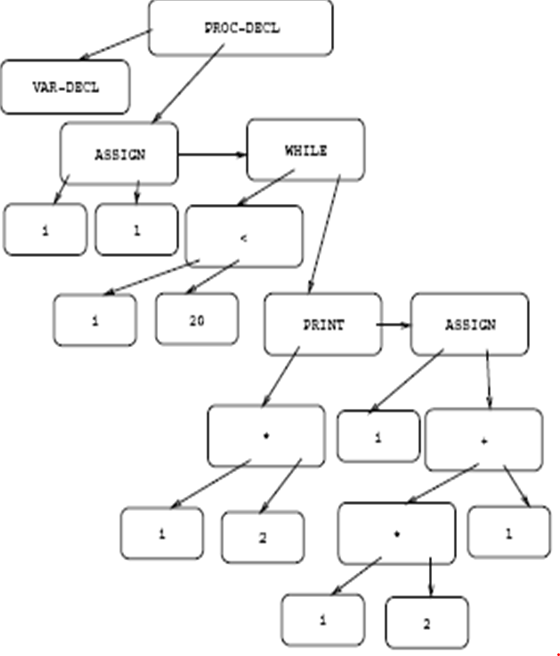 PROC-DECL
VAR-DECL
ASSIGN
WHILE
i
1
<
i
20
PRINT
ASSIGN
*
i
+
i
2
*
1
i
2